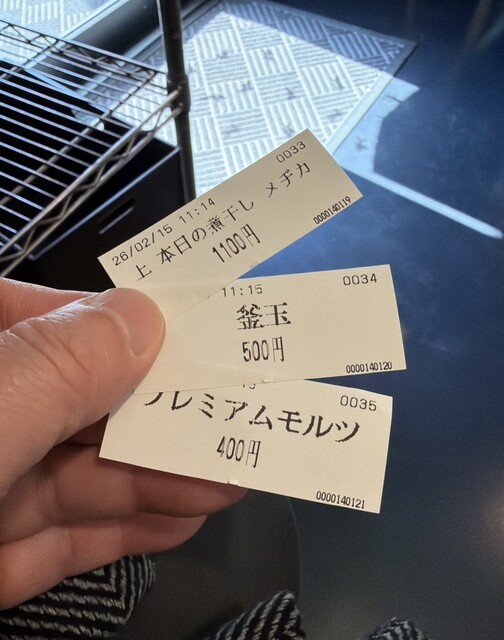 0033
26/02/15 11:14
上 本日の煮干し メヂカ
1100円
0000140119
0034
11:15
釜玉
500円
0000140120
0035
プレミアムモルツ
400円
0000140121